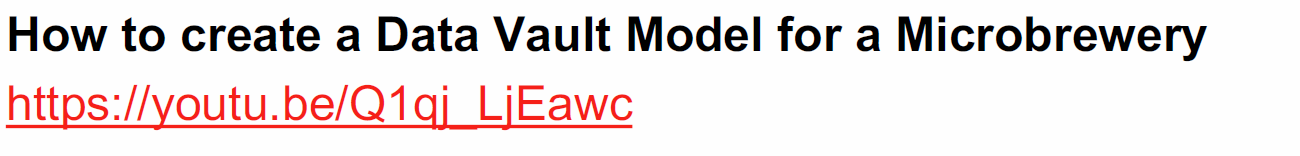 How to create a Data Vault Model for a Microbrewery
https://youtu.be/Q1qj_LjEawc